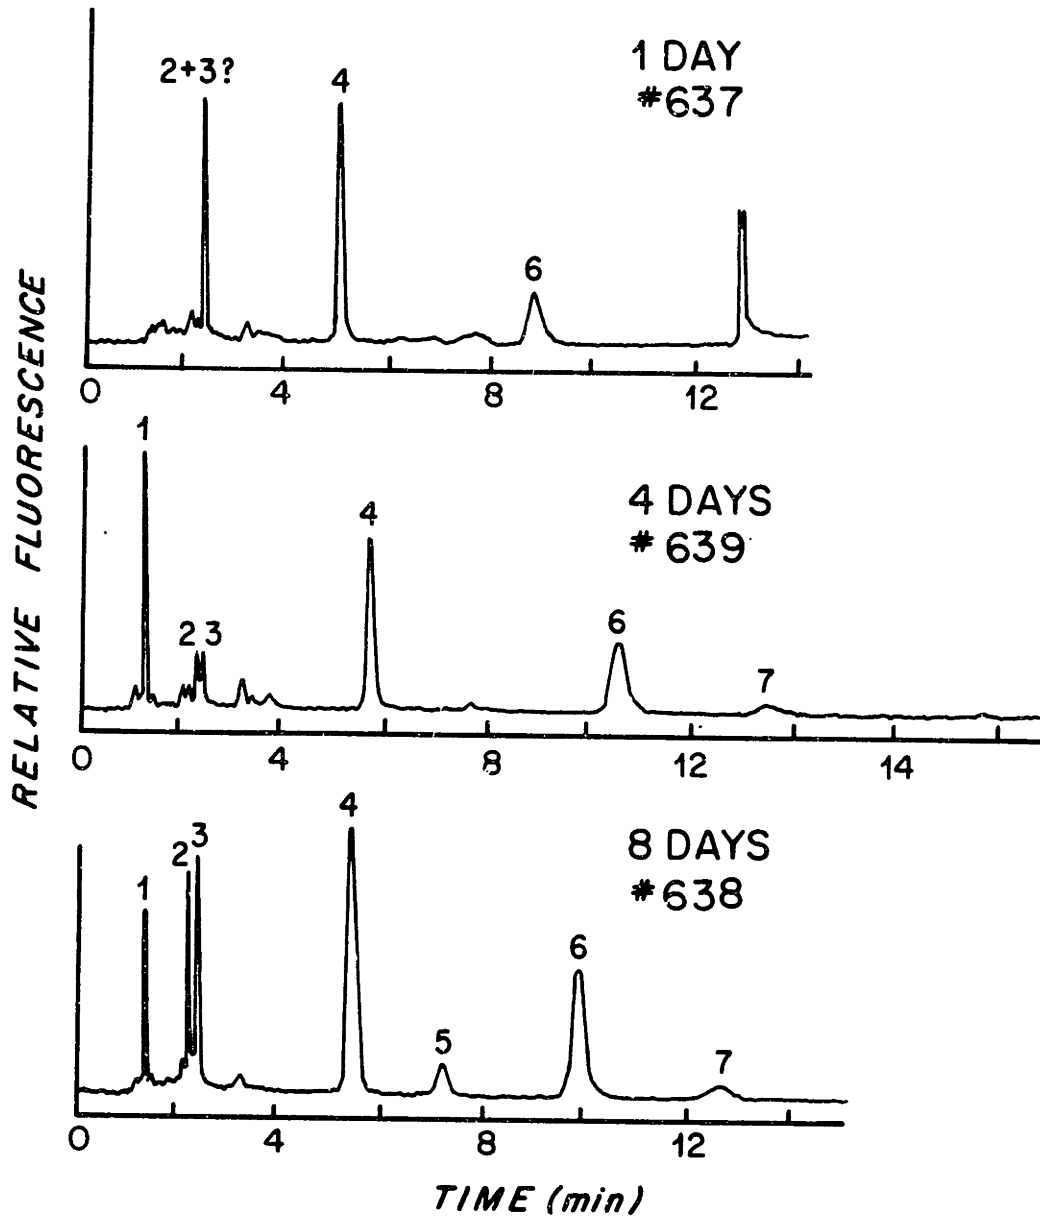 RELATIVE FLUORESCENCE
1 DAY
#637
2+3?
4
6
0 4 8 12
4 DAYS
#639
1
2 3
4
6
7
0 4 8 12 14
8 DAYS
#638
1
2
3
4
5
6
7
0 4 8 12
TIME (min)